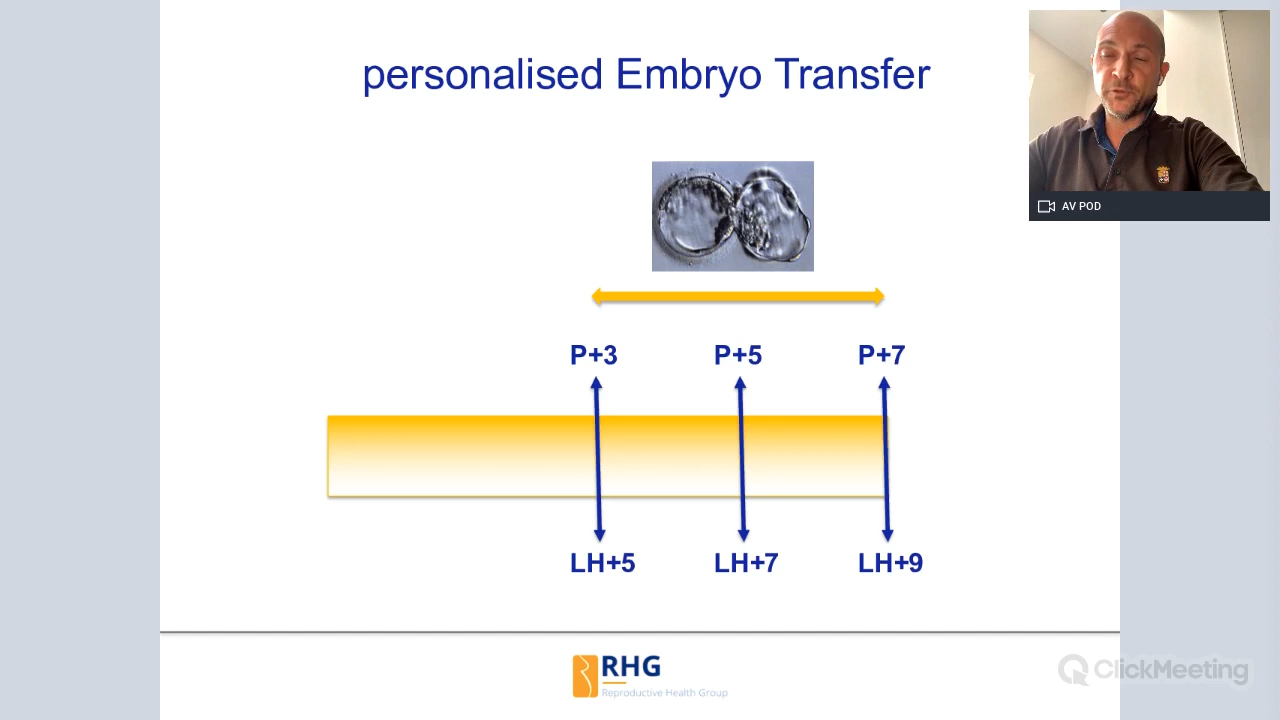 personalised Embryo Transfer
AV POD
P+3 P+5 P+7
LH+5 LH+7 LH+9
RHG
Reproductive Health Group
ClickMeeting